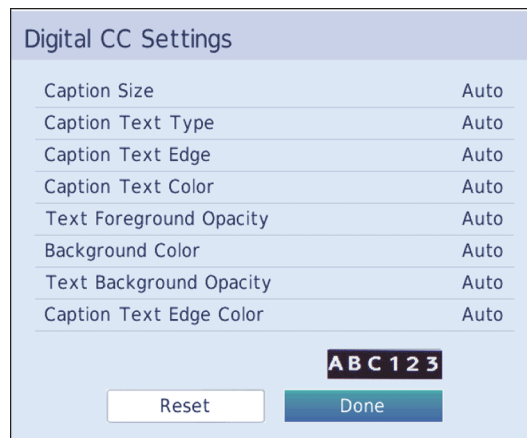 Digital CC Settings
Caption Size Auto
Caption Text Type Auto
Caption Text Edge Auto
Caption Text Color Auto
Text Foreground Opacity Auto
Background Color Auto
Text Background Opacity Auto
Caption Text Edge Color Auto
ABC123
Reset Done